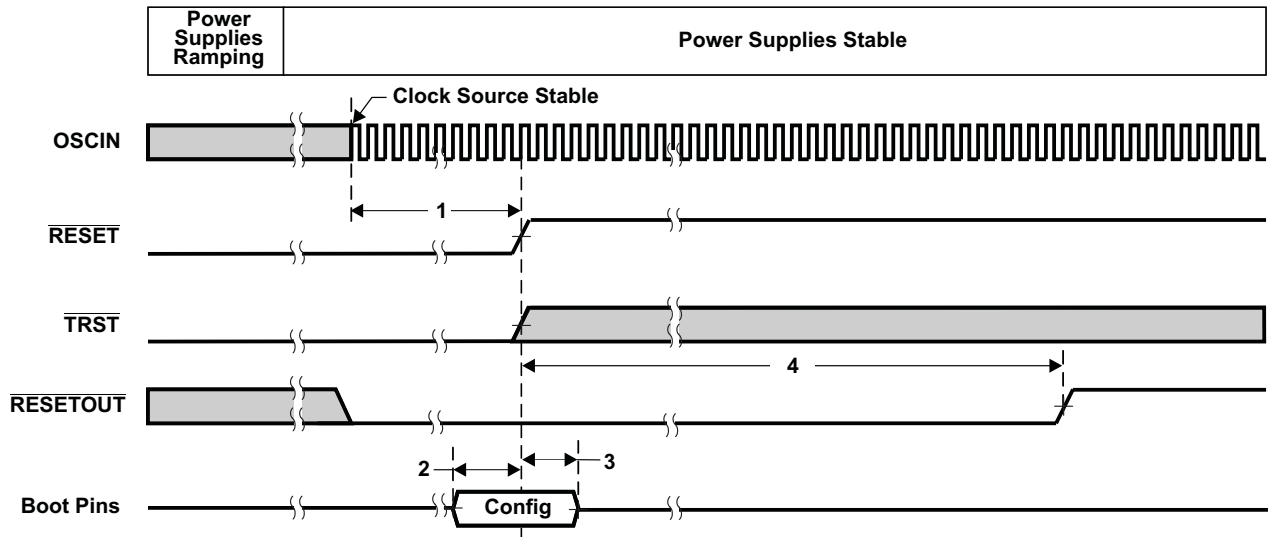 Power
Supplies
Ramping
Power Supplies Stable
Clock Source Stable
OSCIN
1
RESET
TRST
4
RESETOUT
2
3
Boot Pins
Config